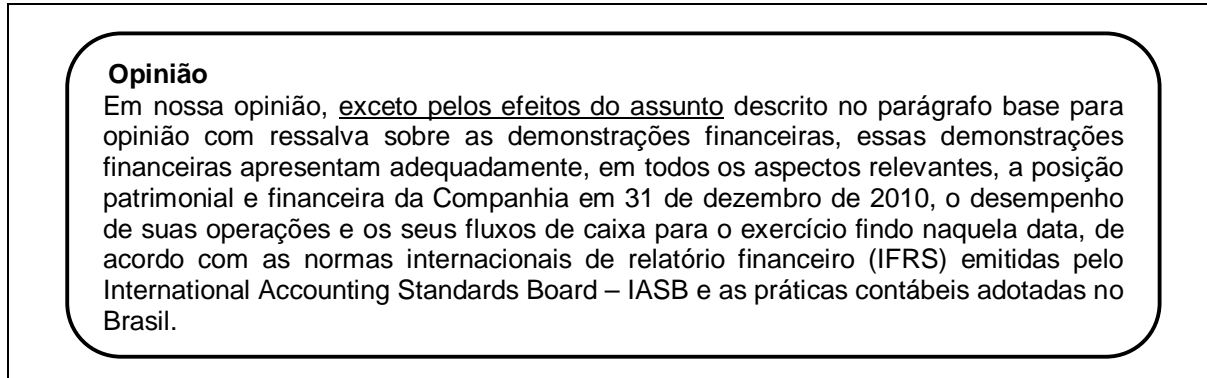 Opinião
Em nossa opinião, exceto pelos efeitos do assunto descrito no parágrafo base para
opinião com ressalva sobre as demonstrações financeiras, essas demonstrações
financeiras apresentam adequadamente, em todos os aspectos relevantes, a posição
patrimonial e financeira da Companhia em 31 de dezembro de 2010, o desempenho
de suas operações e os seus fluxos de caixa para o exercício findo naquela data, de
acordo com as normas internacionais de relatório financeiro (IFRS) emitidas pelo
International Accounting Standards Board – IASB e as práticas contábeis adotadas no
Brasil.